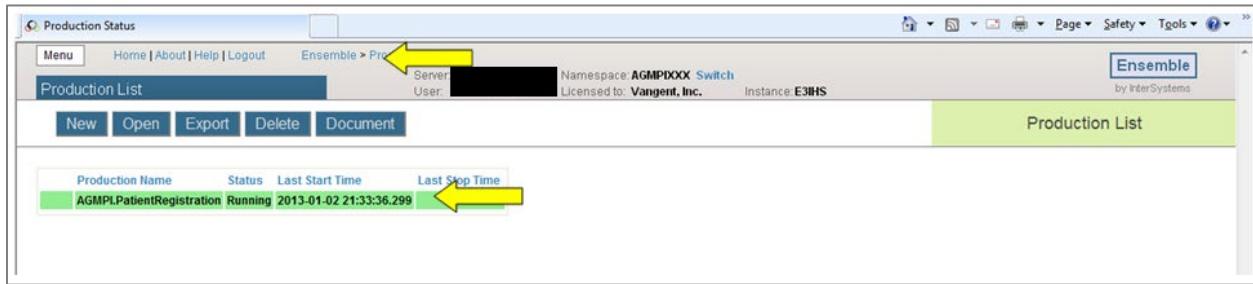 Production Status
Page Safety Tools
Menu Home | About | Help | Logout Ensemble >
Server: Namespace: AGMPIXXX Switch
User: Licensed to: Vangent, Inc. Instance: E3IHS
Ensemble
by InterSystems
Production List
New Open Export Delete Document
Production List
Production Name Status Last Start Time Last Stop Time
AGMPI.PatientRegistration Running 2013-01-02 21:33:36.299